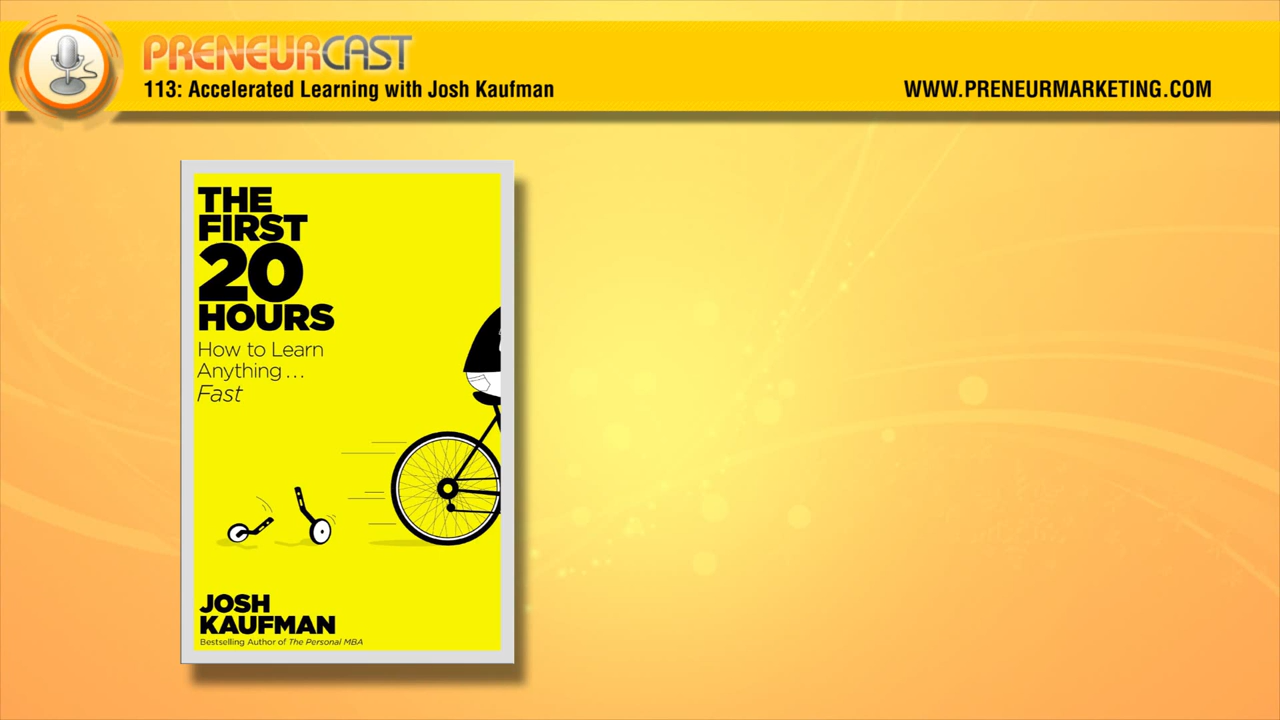 PRENEURCAST
113: Accelerated Learning with Josh Kaufman
WWW.PRENEURMARKETING.COM
THE
FIRST
20
HOURS
How to Learn
Anything...
Fast
JOSH
KAUFMAN
Bestselling Author of The Personal MBA